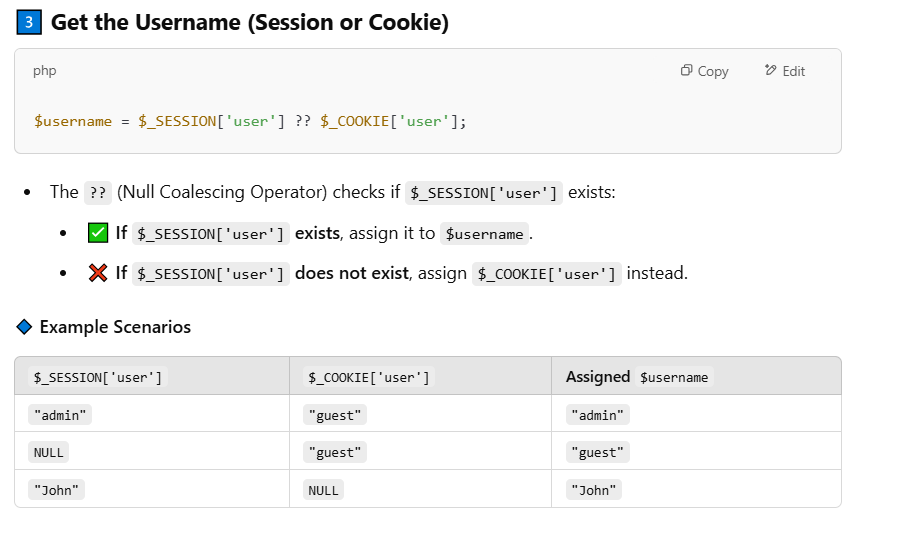 3 Get the Username (Session or Cookie)
php
Copy
Edit
$username = $_SESSION['user'] ?? $_COOKIE['user'];
• The ?? (Null Coalescing Operator) checks if $_SESSION['user'] exists:
• ✅ If $_SESSION['user'] exists, assign it to $username.
• ❌ If $_SESSION['user'] does not exist, assign $_COOKIE['user'] instead.
🔹 Example Scenarios
$_SESSION['user'] $_COOKIE['user'] Assigned $username
"admin" "guest" "admin"
NULL "guest" "guest"
"John" NULL "John"